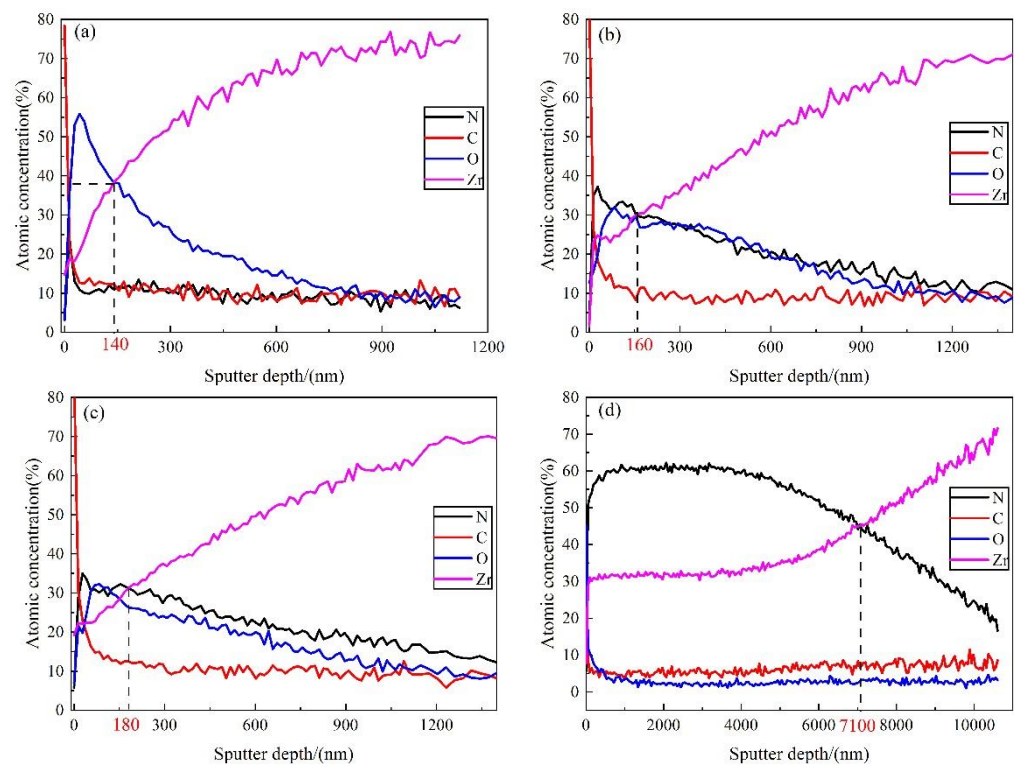 (a)
Atomic concentration(%)
80
70
60
50
40
30
20
10
0
N
C
O
Zr
0 140 300 600 900 1200
Sputter depth/(nm)
(b)
Atomic concentration(%)
80
70
60
50
40
30
20
10
0
N
C
O
Zr
0 160 300 600 900 1200
Sputter depth/(nm)
(c)
Atomic concentration(%)
80
70
60
50
40
30
20
10
0
N
C
O
Zr
0 180 300 600 900 1200
Sputter depth/(nm)
(d)
Atomic concentration(%)
80
70
60
50
40
30
20
10
0
N
C
O
Zr
0 2000 4000 6000 7100 8000 10000
Sputter depth/(nm)